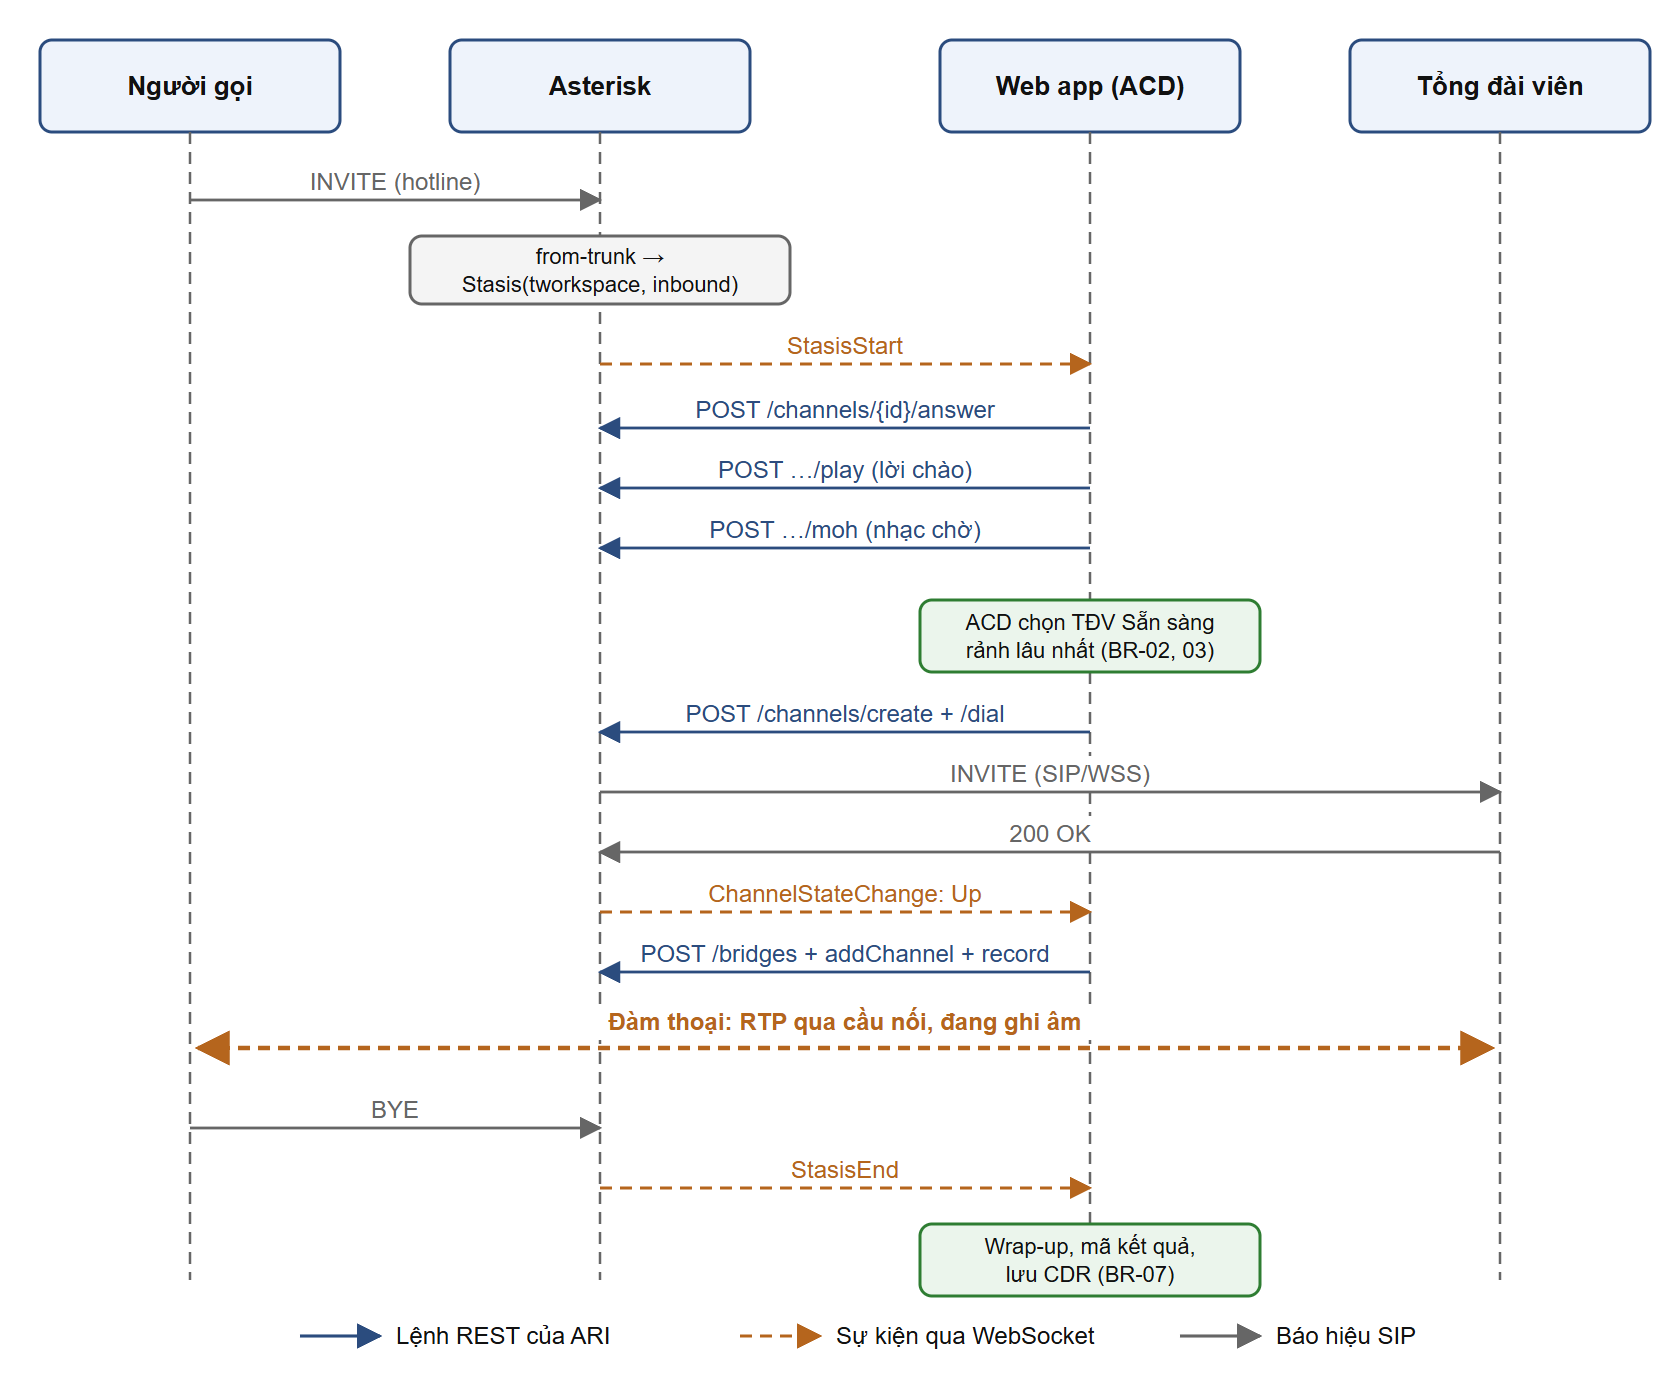 Người gọi
Asterisk
Web app (ACD)
Tổng đài viên
INVITE (hotline)
from-trunk →
Stasis(tworkspace, inbound)
StasisStart
POST /channels/{id}/answer
POST …/play (lời chào)
POST …/moh (nhạc chờ)
ACD chọn TĐV Sẵn sàng
rảnh lâu nhất (BR-02, 03)
POST /channels/create + /dial
INVITE (SIP/WSS)
200 OK
ChannelStateChange: Up
POST /bridges + addChannel + record
Đàm thoại: RTP qua cầu nối, đang ghi âm
BYE
StasisEnd
Wrap-up, mã kết quả,
lưu CDR (BR-07)
Lệnh REST của ARI
Sự kiện qua WebSocket
Báo hiệu SIP